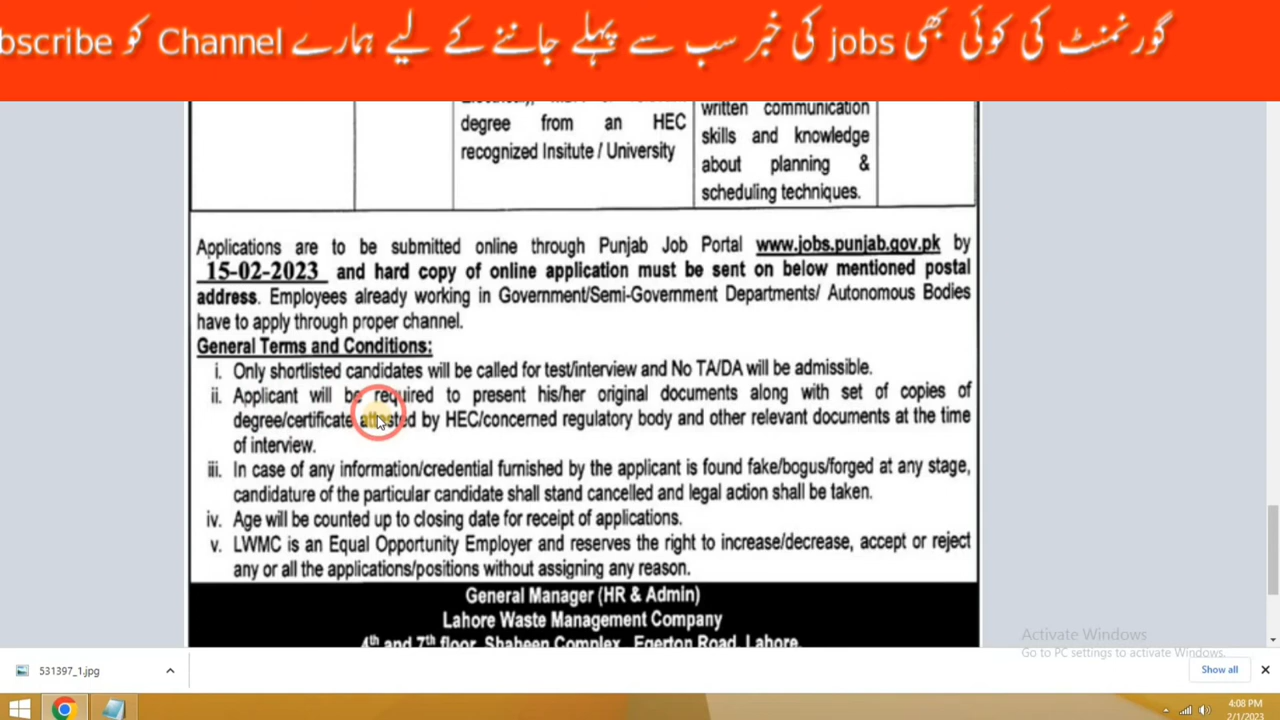 گورنمنٹ کی کوئی بھی jobs کی خبر سب سے پہلے جاننے کے لیے ہمارے Channel کو bscribe
degree from an HEC
recognized Insitute / University
written communication
skills and knowledge
about planning &
scheduling techniques.
Applications are to be submitted online through Punjab Job Portal www.jobs.punjab.gov.pk by
15-02-2023 and hard copy of online application must be sent on below mentioned postal
address. Employees already working in Government/Semi-Government Departments/ Autonomous Bodies
have to apply through proper channel.
General Terms and Conditions:
i. Only shortlisted candidates will be called for test/interview and No TA/DA will be admissible.
ii. Applicant will be required to present his/her original documents along with set of copies of
degree/certificate attested by HEC/concerned regulatory body and other relevant documents at the time
of interview.
iii. In case of any information/credential furnished by the applicant is found fake/bogus/forged at any stage,
candidature of the particular candidate shall stand cancelled and legal action shall be taken.
iv. Age will be counted up to closing date for receipt of applications.
v. LWMC is an Equal Opportunity Employer and reserves the right to increase/decrease, accept or reject
any or all the applications/positions without assigning any reason.
General Manager (HR & Admin)
Lahore Waste Management Company
4th and 7th floor, Shaheen Complex, Egerton Road, Lahore.
Activate Windows
Go to PC settings to activate Windows.
531397_1.jpg
Show all
4:08 PM
2/1/2023